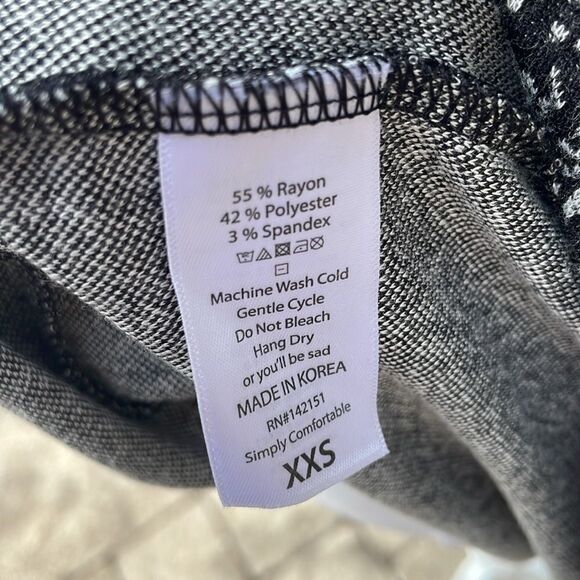 55 % Rayon
42 % Polyester
3 % Spandex
Machine Wash Cold
Gentle Cycle
Do Not Bleach
Hang Dry
or you'll be sad
MADE IN KOREA
RN#142151
Simply Comfortable
XXS